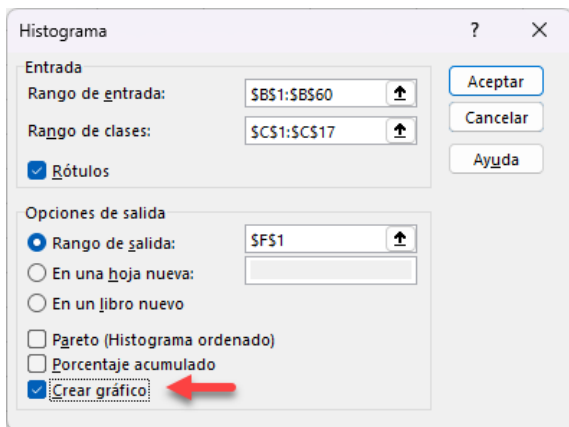 Histograma
?
Entrada
Rango de entrada:
$B$1:$B$60
Rango de clases:
$C$1:$C$17
Rótulos
Aceptar
Cancelar
Ayuda
Opciones de salida
Rango de salida:
$F$1
En una hoja nueva:
En un libro nuevo
Pareto (Histograma ordenado)
Porcentaje acumulado
Crear gráfico